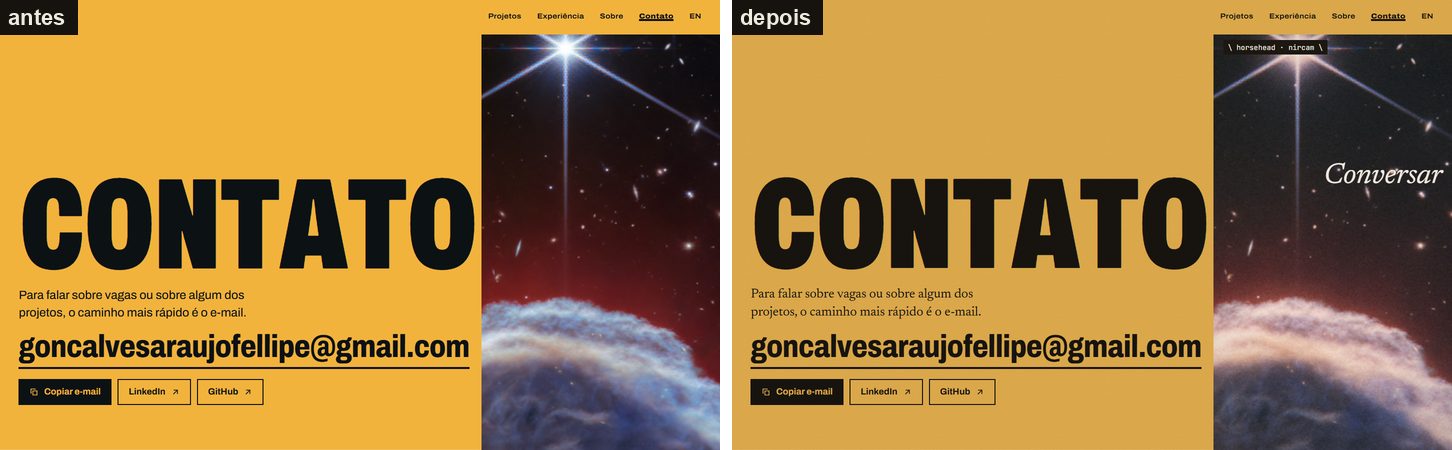 antes
Projetos Experiência Sobre Contato EN
CONTATO
Para falar sobre vagas ou sobre algum dos
projetos, o caminho mais rápido é o e-mail.
goncalvesaraujofellipe@gmail.com
Copiar e-mail LinkedIn GitHub
depois
Projetos Experiência Sobre Contato EN
\ horsehead · nircam \
Conversar
CONTATO
Para falar sobre vagas ou sobre algum dos
projetos, o caminho mais rápido é o e-mail.
goncalvesaraujofellipe@gmail.com
Copiar e-mail LinkedIn GitHub